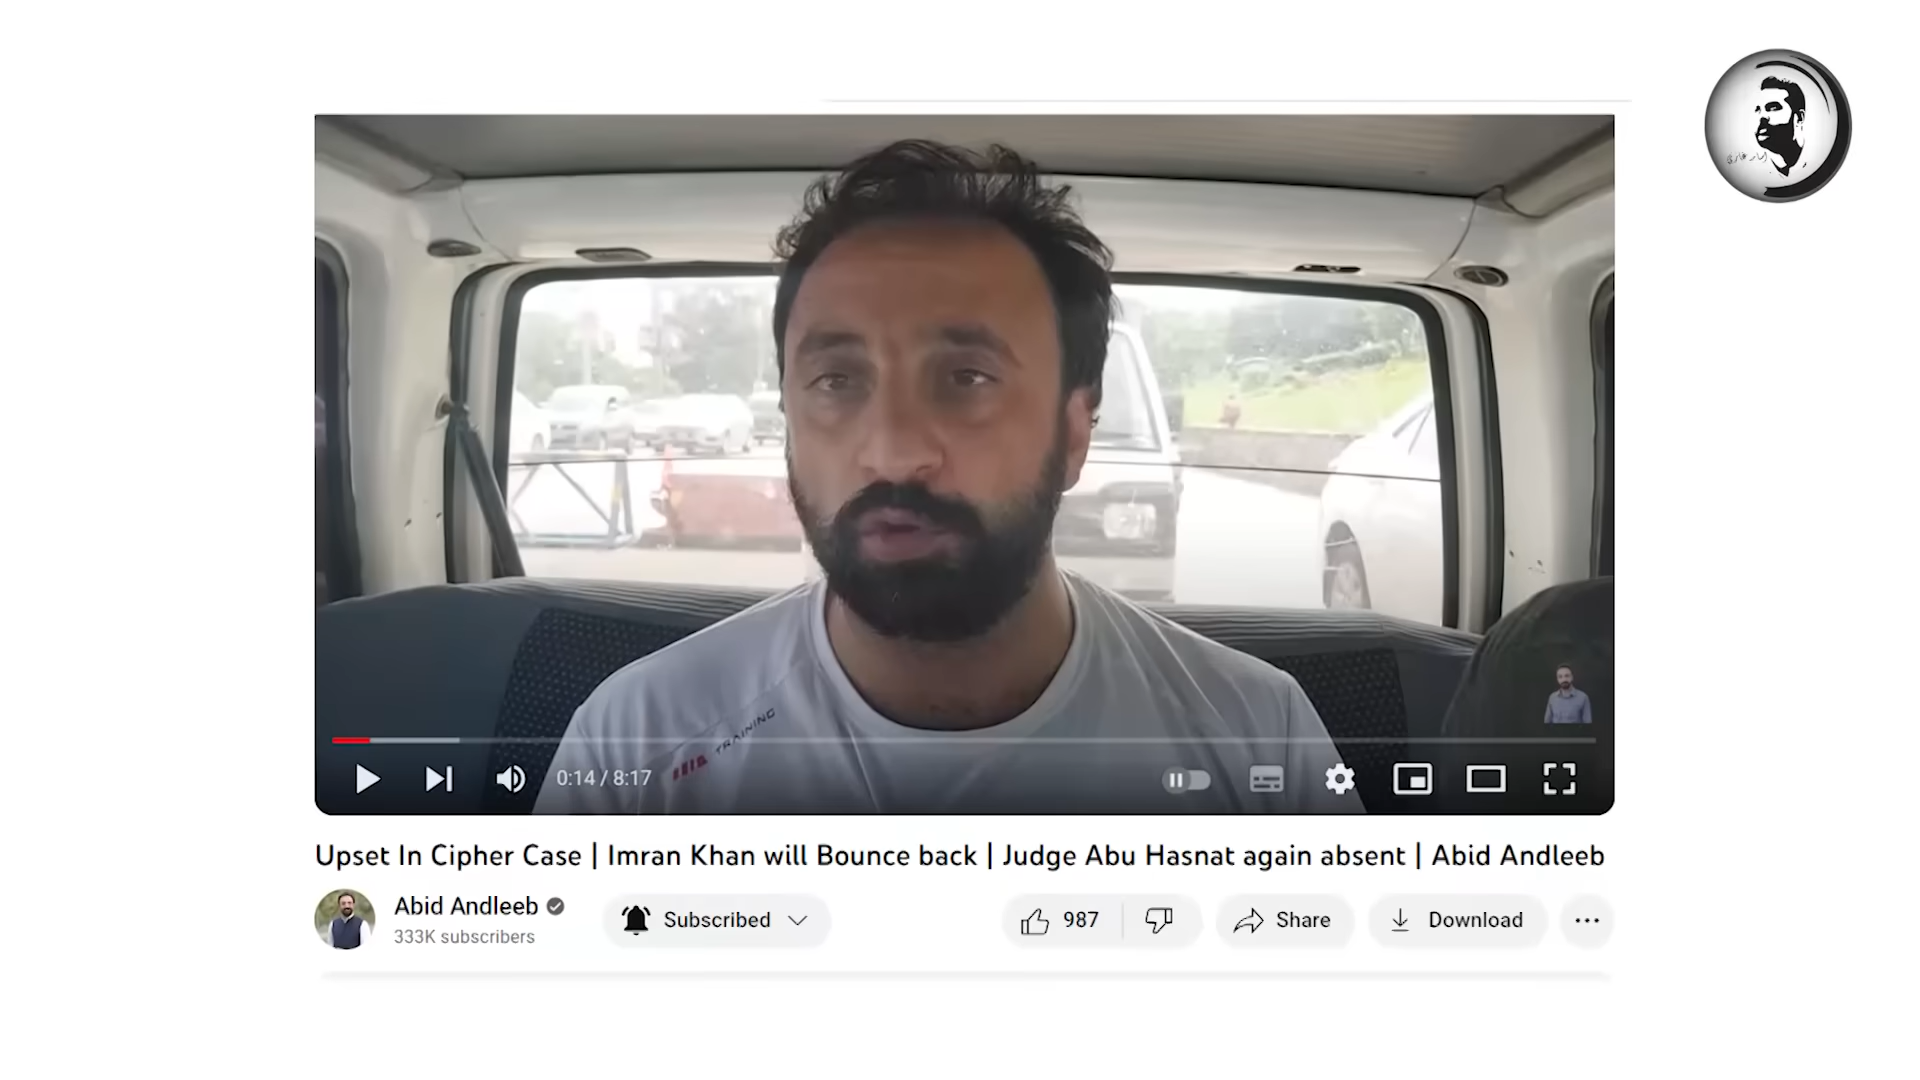 TRAINING
0:14 / 8:17
Upset In Cipher Case | Imran Khan will Bounce back | Judge Abu Hasnat again absent | Abid Andleeb
Abid Andleeb
333K subscribers
Subscribed
987
Share
Download